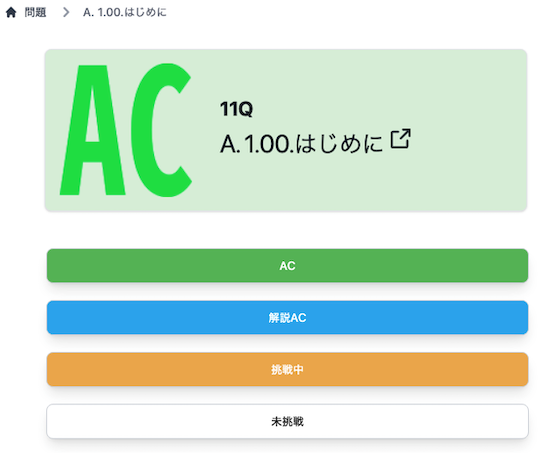 問題 A. 1.00.はじめに
AC
11Q
A. 1.00.はじめに
AC
解説AC
挑戦中
未挑戦